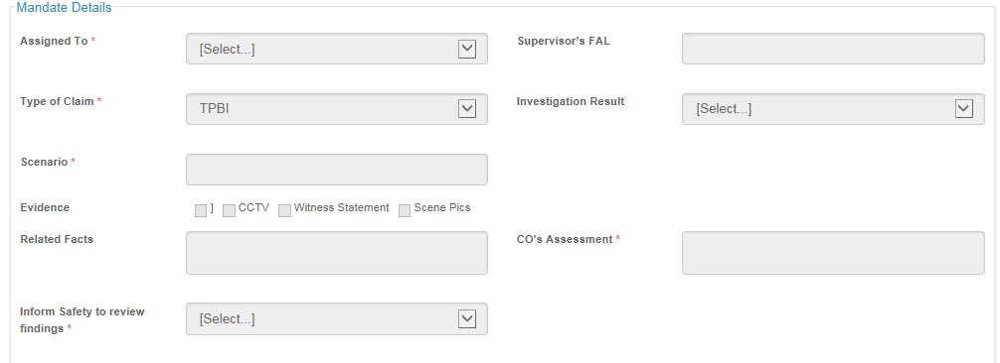 Mandate Details
Assigned To * [Select...] Supervisor's FAL
Type of Claim * TPBI Investigation Result [Select...]
Scenario *
Evidence ] CCTV Witness Statement Scene Pics
Related Facts CO's Assessment *
Inform Safety to review
findings * [Select...]